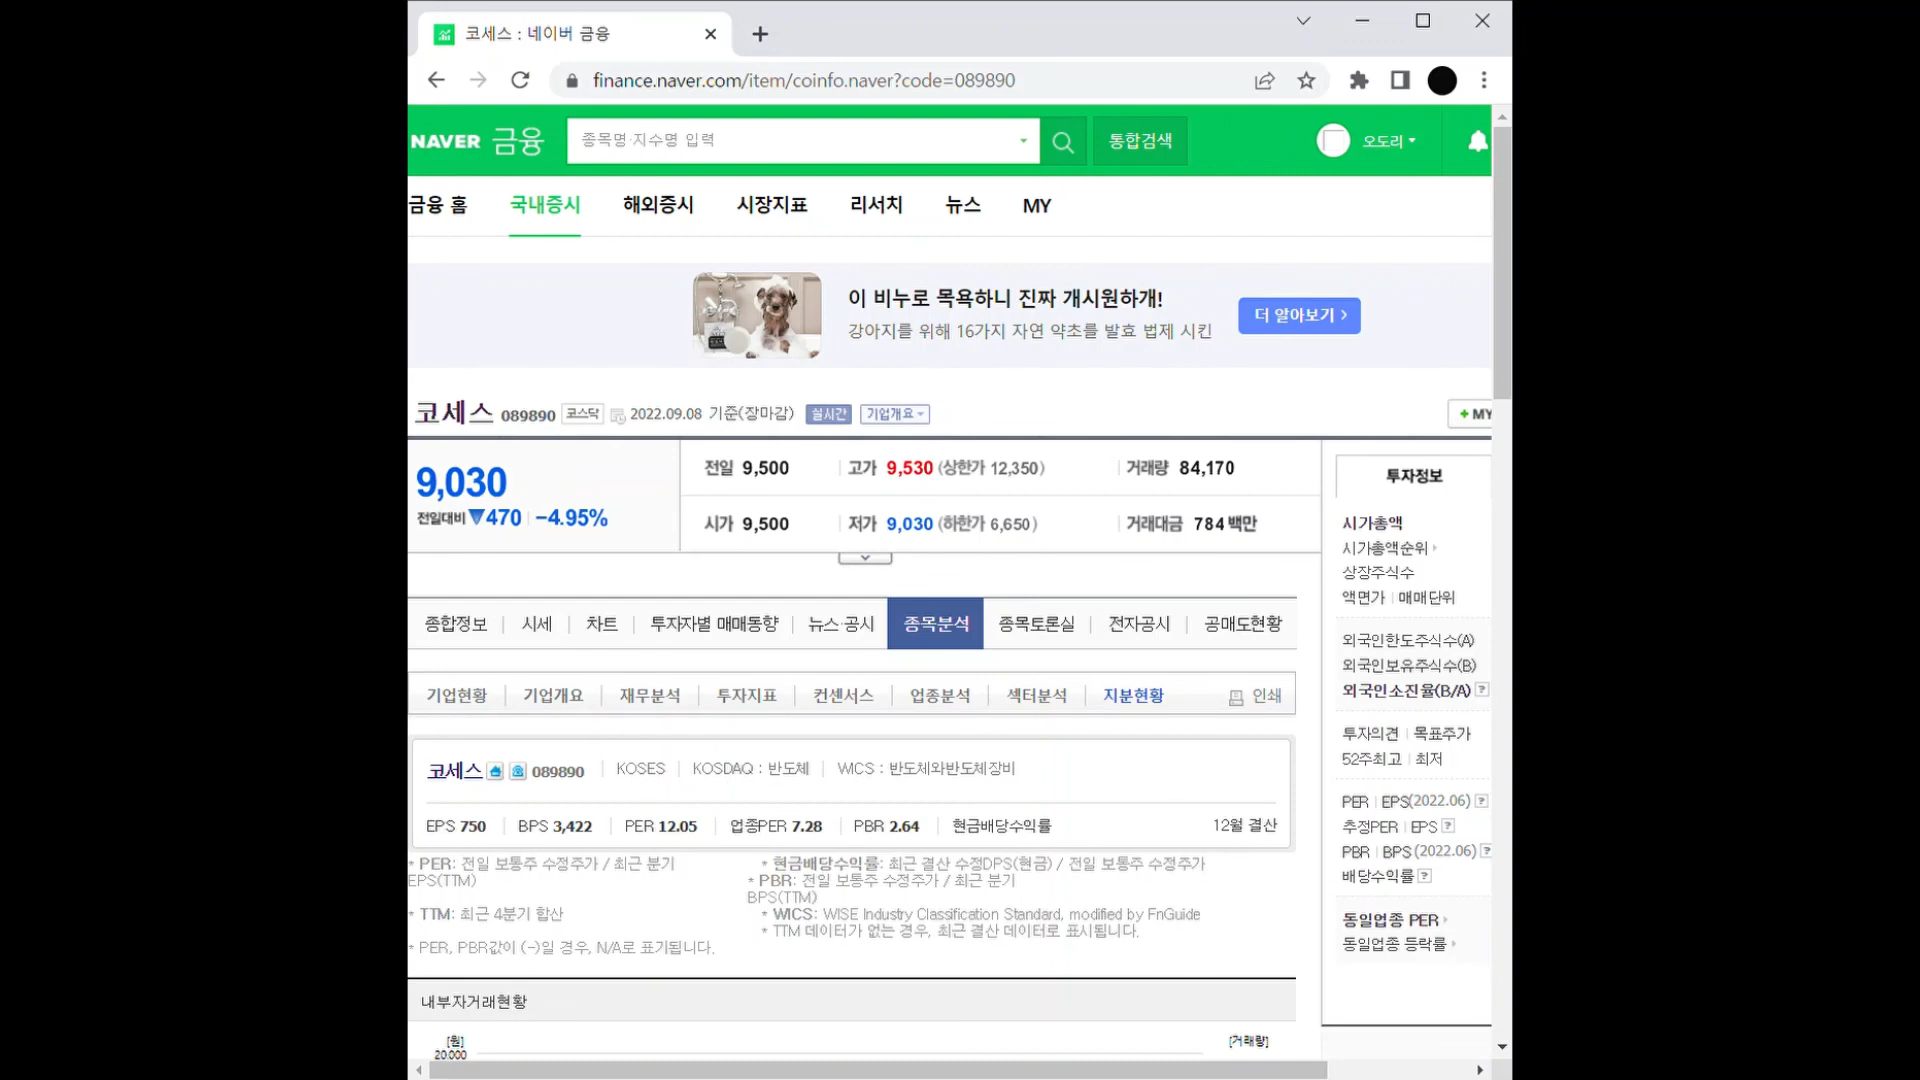 코세스 : 네이버 금융
finance.naver.com/item/coinfo.naver?code=089890
NAVER 금융 종목명·지수명 입력 통합검색 오도리
금융 홈 국내증시 해외증시 시장지표 리서치 뉴스 MY
이 비누로 목욕하니 진짜 개시원하개!
강아지를 위해 16가지 자연 약초를 발효 법제 시킨
더 알아보기 >
코세스 089890 코스닥 2022.09.08 기준(장마감) 실시간 기업개요
+ MY
9,030
전일대비 ▼470 | -4.95%
전일 9,500 | 고가 9,530 (상한가 12,350) | 거래량 84,170
시가 9,500 | 저가 9,030 (하한가 6,650) | 거래대금 784 백만
종합정보 | 시세 | 차트 | 투자자별 매매동향 | 뉴스·공시 종목분석 종목토론실 | 전자공시 | 공매도현황
기업현황 | 기업개요 | 재무분석 | 투자지표 | 컨센서스 | 업종분석 | 섹터분석 | 지분현황 인쇄
코세스 089890 | KOSES | KOSDAQ : 반도체 | WICS : 반도체와반도체장비
EPS 750 | BPS 3,422 | PER 12.05 | 업종PER 7.28 | PBR 2.64 | 현금배당수익률 12월 결산
* PER: 전일 보통주 수정주가 / 최근 분기
EPS(TTM)
* TTM: 최근 4분기 합산
* PER, PBR값이 (-)일 경우, N/A로 표기됩니다.
* 현금배당수익률: 최근 결산 수정DPS(현금) / 전일 보통주 수정주가
* PBR: 전일 보통주 수정주가 / 최근 분기
BPS(TTM)
* WICS: WISE Industry Classification Standard, modified by FnGuide
* TTM 데이터가 없는 경우, 최근 결산 데이터로 표시됩니다.
내부자거래현황
[원] [거래량]
20,000
투자정보
시가총액
시가총액순위
상장주식수
액면가 | 매매단위
외국인한도주식수(A)
외국인보유주식수(B)
외국인소진율(B/A) ?
투자의견 | 목표주가
52주최고 | 최저
PER | EPS(2022.06) ?
추정PER | EPS ?
PBR | BPS (2022.06) ?
배당수익률 ?
동일업종 PER
동일업종 등락률